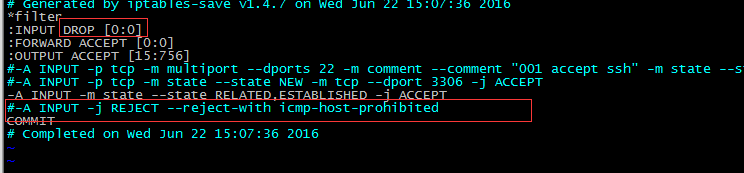 # Generated by iptables-save v1.4.7 on Wed Jun 22 15:07:36 2016
*filter
:INPUT DROP [0:0]
:FORWARD ACCEPT [0:0]
:OUTPUT ACCEPT [15:756]
#-A INPUT -p tcp -m multiport --dports 22 -m comment --comment "001 accept ssh" -m state --st
#-A INPUT -m state --state NEW -m tcp --dport 3306 -j ACCEPT
-A INPUT -m state --state RELATED,ESTABLISHED -j ACCEPT
#-A INPUT -j REJECT --reject-with icmp-host-prohibited
COMMIT
# Completed on Wed Jun 22 15:07:36 2016
~
~